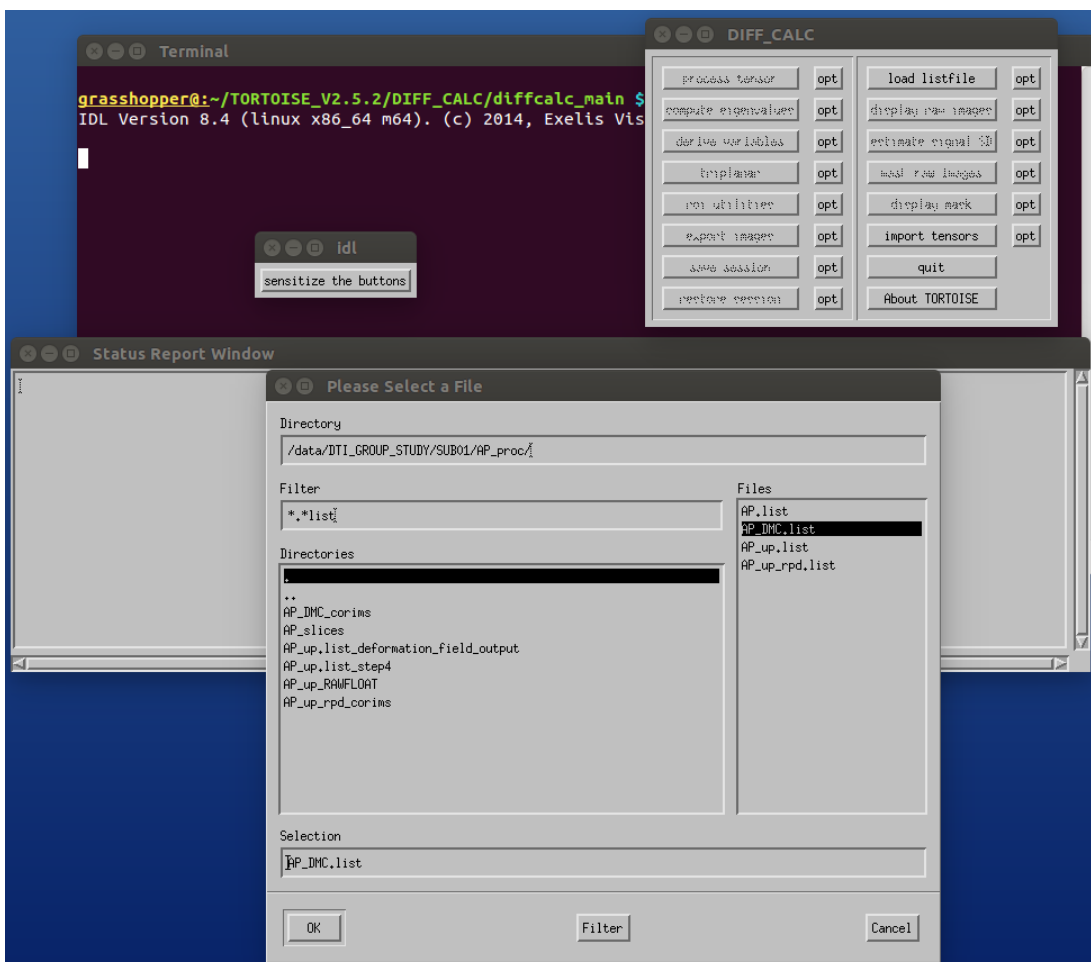 Terminal
grasshopper@:~/TORTOISE_V2.5.2/DIFF_CALC/diffcalc_main $
IDL Version 8.4 (linux x86_64 m64). (c) 2014, Exelis Vis
DIFF_CALC
process tensor opt load listfile opt
compute eigenvalues opt display raw images opt
derive variables opt estimate signal SD opt
triplanar opt mask raw images opt
roi utilities opt display mask opt
export images opt import tensors opt
save session opt quit
restore session opt About TORTOISE
idl
sensitize the buttons
Status Report Window
Please Select a File
Directory
/data/DTI_GROUP_STUDY/SUB01/AP_proc/
Filter
*.*list
Directories
.
..
AP_DMC_corims
AP_slices
AP_up.list_deformation_field_output
AP_up.list_step4
AP_up_RAWFLOAT
AP_up_rpd_corims
Files
AP.list
AP_DMC.list
AP_up.list
AP_up_rpd.list
Selection
AP_DMC.list
OK Filter Cancel